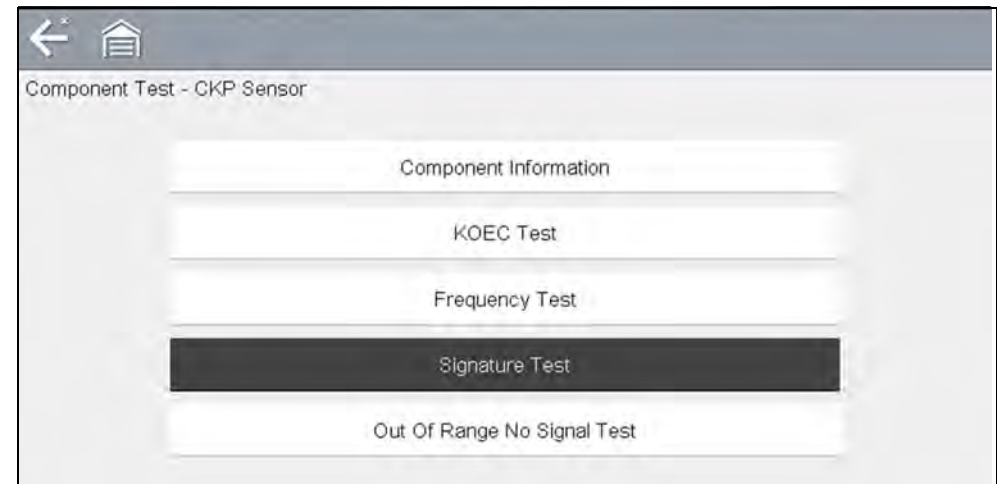 Component Test - CKP Sensor
Component Information
KOEC Test
Frequency Test
Signature Test
Out Of Range No Signal Test